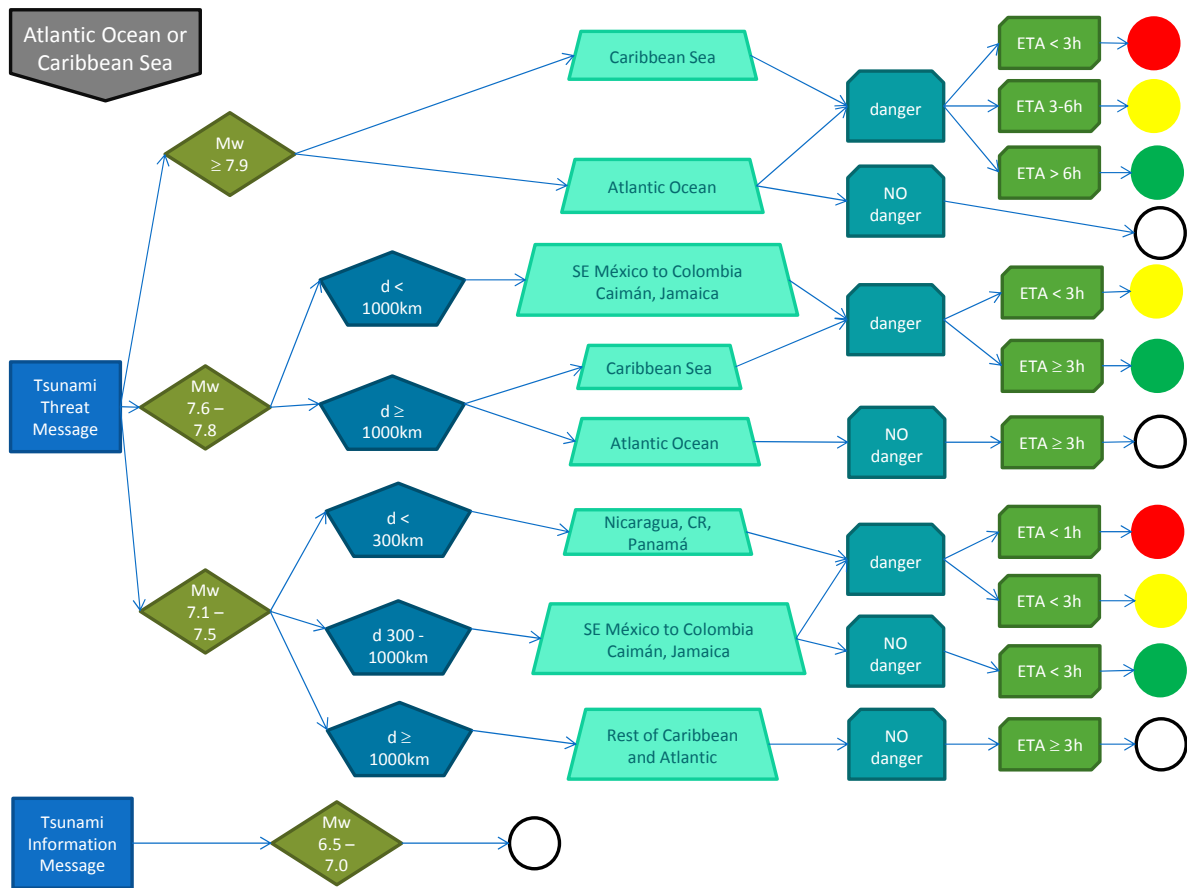 Atlantic Ocean or
Caribbean Sea
Mw
≥ 7.9
Caribbean Sea
Atlantic Ocean
danger
NO
danger
ETA < 3h
ETA 3-6h
ETA > 6h
Tsunami
Threat
Message
Mw
7.6 –
7.8
d <
1000km
d ≥
1000km
SE México to Colombia
Caimán, Jamaica
Caribbean Sea
Atlantic Ocean
danger
NO
danger
ETA < 3h
ETA ≥ 3h
ETA ≥ 3h
Mw
7.1 –
7.5
d <
300km
d 300 -
1000km
d ≥
1000km
Nicaragua, CR,
Panamá
SE México to Colombia
Caimán, Jamaica
Rest of Caribbean
and Atlantic
danger
NO
danger
NO
danger
ETA < 1h
ETA < 3h
ETA < 3h
ETA ≥ 3h
Tsunami
Information
Message
Mw
6.5 –
7.0